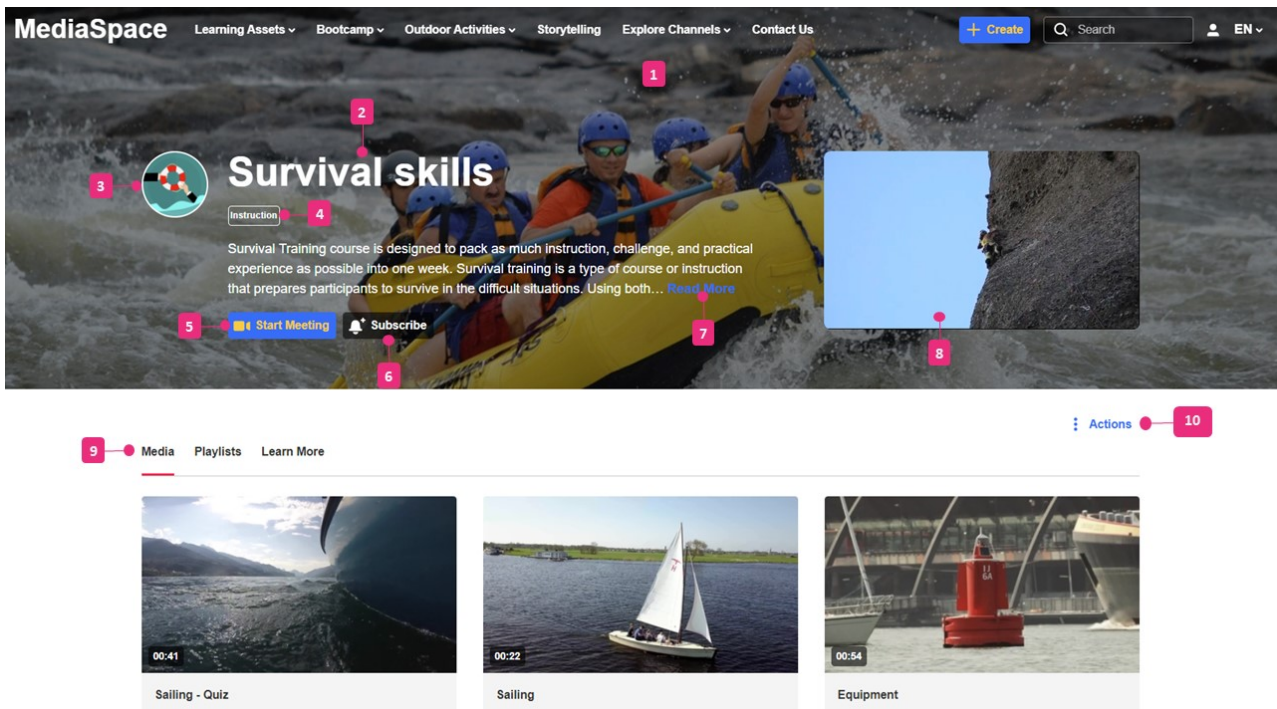 MediaSpace Learning Assets Bootcamp Outdoor Activities Storytelling Explore Channels Contact Us + Create Search EN
1
2
3
Survival skills
Instruction
4
Survival Training course is designed to pack as much instruction, challenge, and practical
experience as possible into one week. Survival training is a type of course or instruction
that prepares participants to survive in the difficult situations. Using both... Read More
5
Start Meeting
Subscribe
7
8
6
Actions
10
9
Media Playlists Learn More
00:41
00:22
IJ
6A
00:54
Sailing - Quiz
Sailing
Equipment